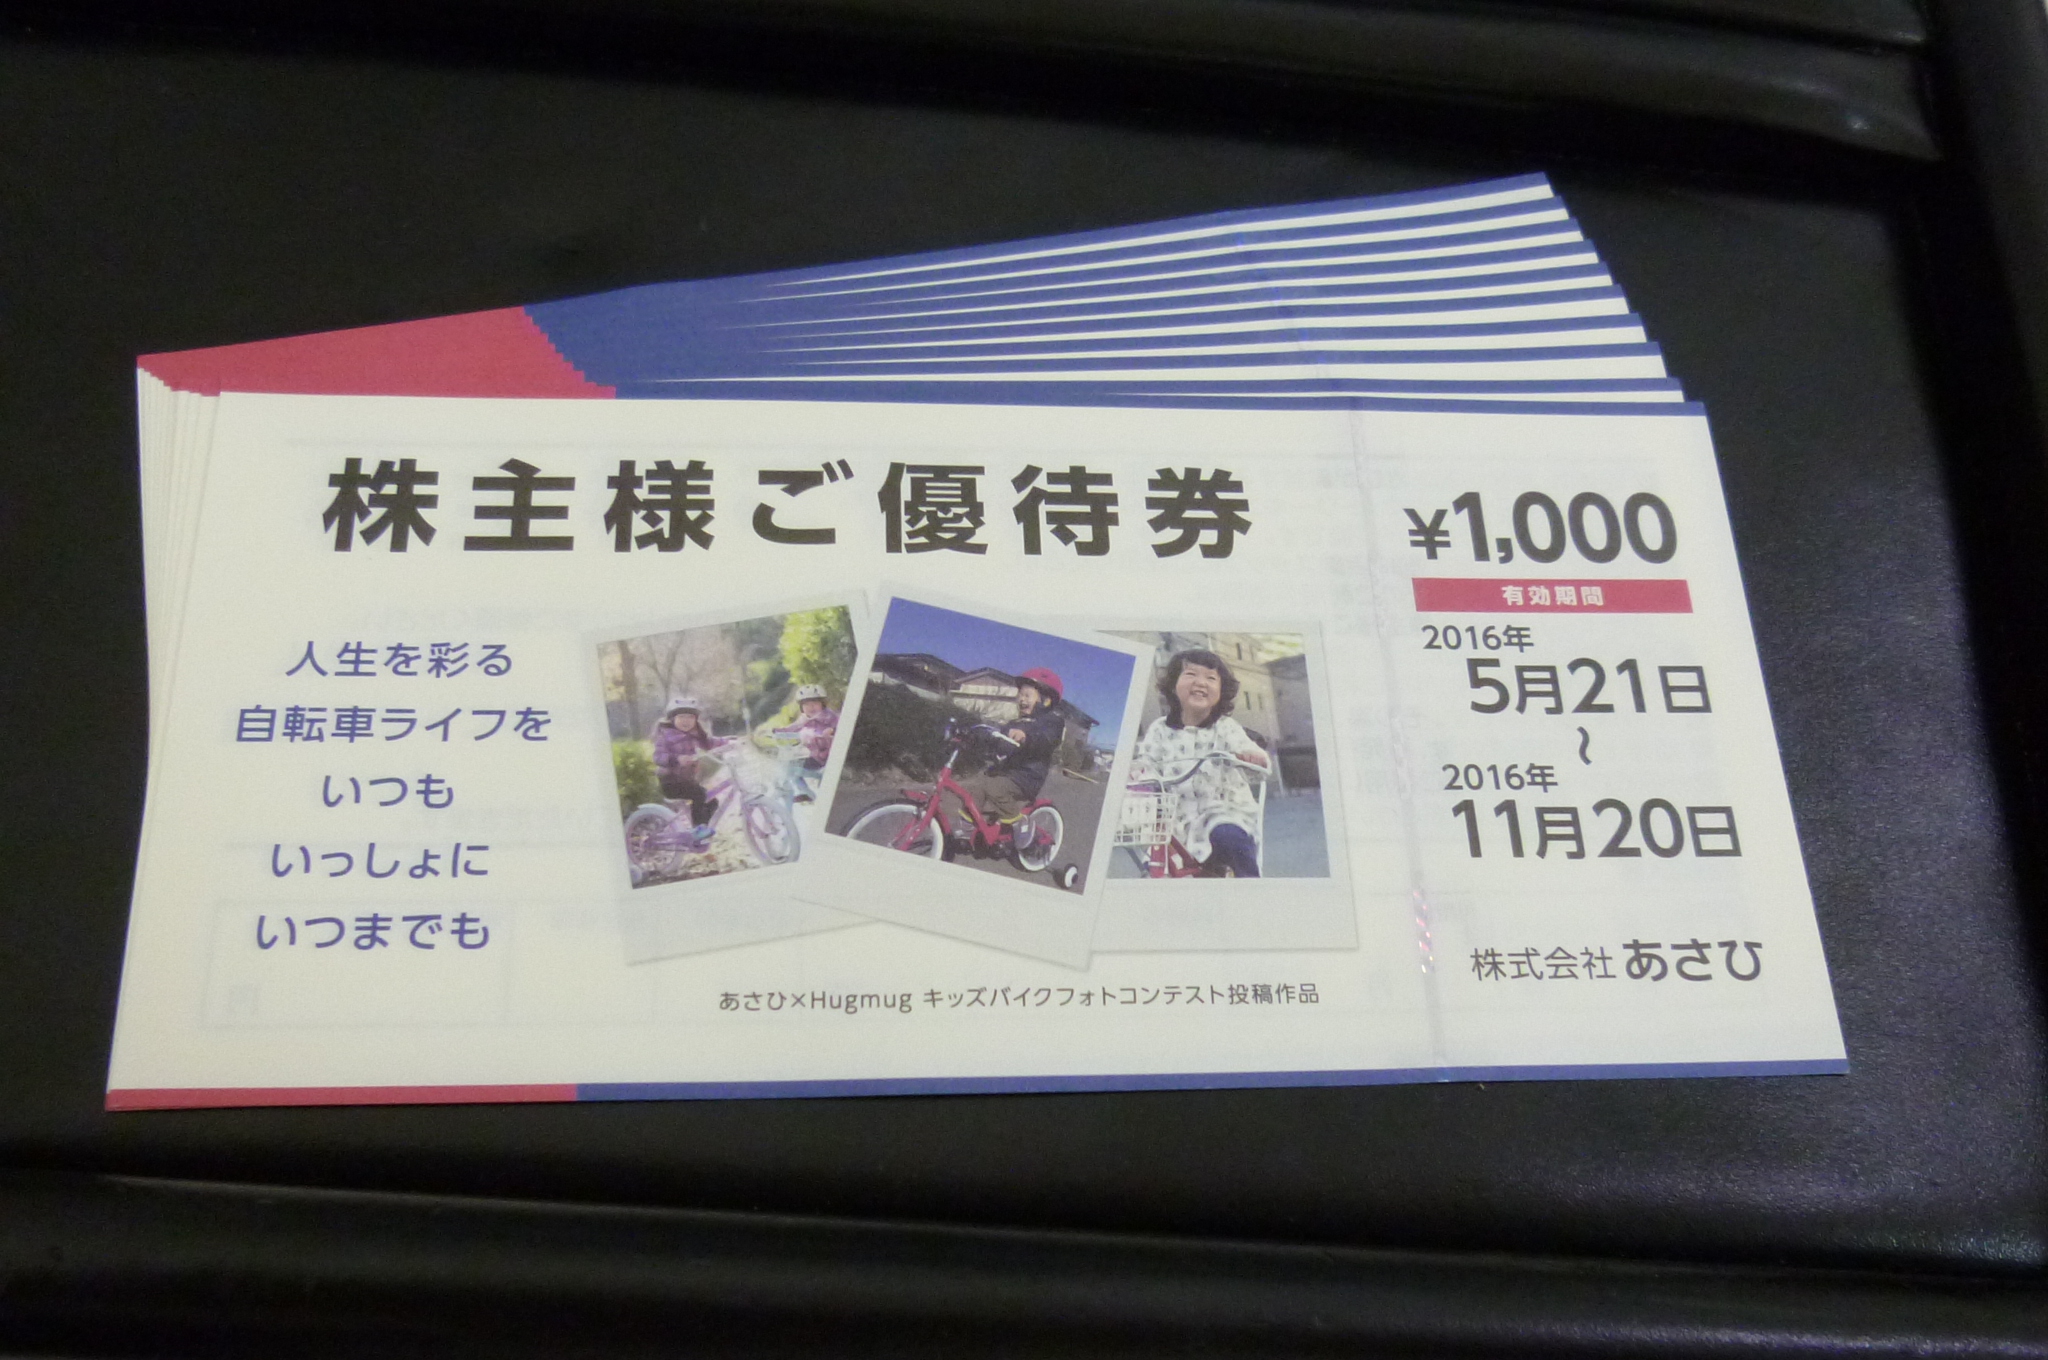 株主様ご優待券
人生を彩る
自転車ライフを
いつも
いっしょに
いつまでも
あさひ×Hugmug キッズバイクフォトコンテスト投稿作品
¥1,000
有効期間
2016年
5月21日
~
2016年
11月20日
株式会社あさひ